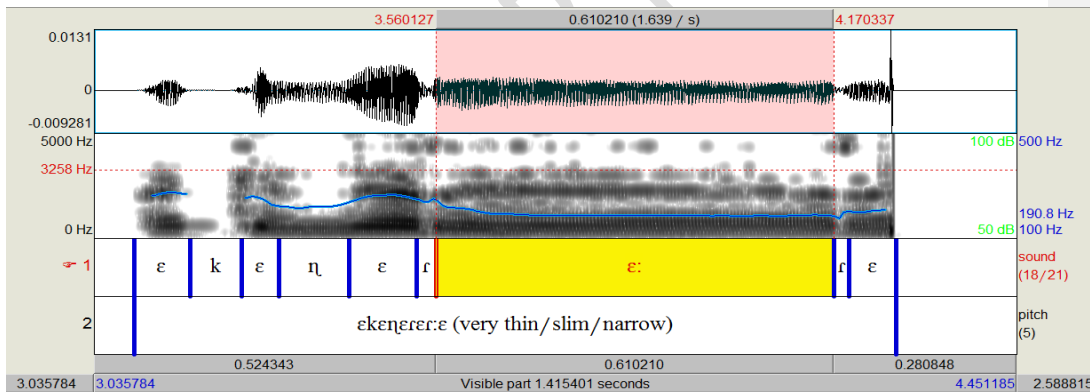 3.560127 0.610210 (1.639 / s) 4.170337
0.0131
0
-0.009281
5000 Hz 100 dB 500 Hz
3258 Hz
190.8 Hz
0 Hz 50 dB 100 Hz
1 ɛ k ɛ ɳ ɛ ɾ ɛː ɾ ɛ sound
(18/21)
2 ɛkɛɳɛɾɛɾːɛ (very thin/slim/narrow) pitch
(5)
0.524343 0.610210 0.280848
3.035784 3.035784 Visible part 1.415401 seconds 4.451185 2.588815